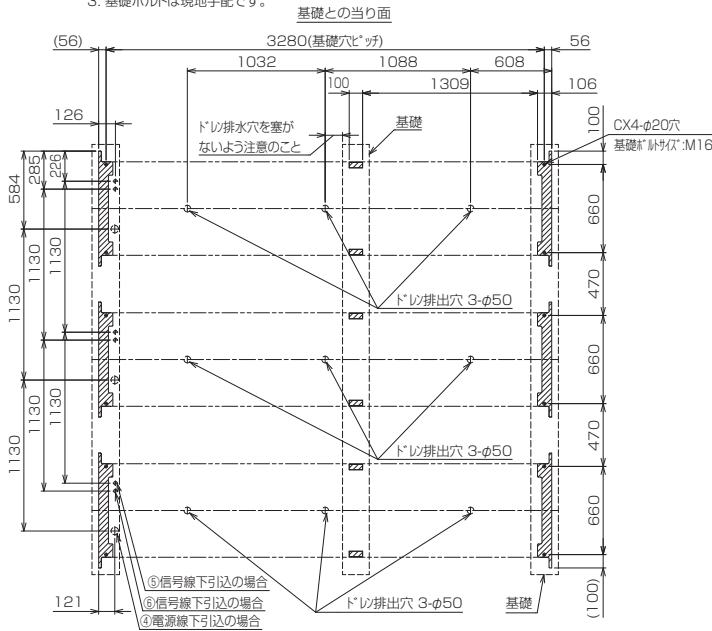 3. 基礎ボルトは現地手配です。
基礎との当り面
(56)
3280(基礎穴ピッチ)
56
1032
1088
608
100
1309
106
126
ドレン排水穴を塞が
ないよう注意のこと
基礎
CX4-φ20穴
基礎ボルトサイズ:M16
100
584
285
226
660
1130
1130
1130
ドレン排出穴 3-φ50
470
660
1130
1130
1130
ドレン排出穴 3-φ50
470
660
⑤信号線下引込の場合
⑥信号線下引込の場合
④電源線下引込の場合
121
ドレン排出穴 3-φ50
基礎
(100)